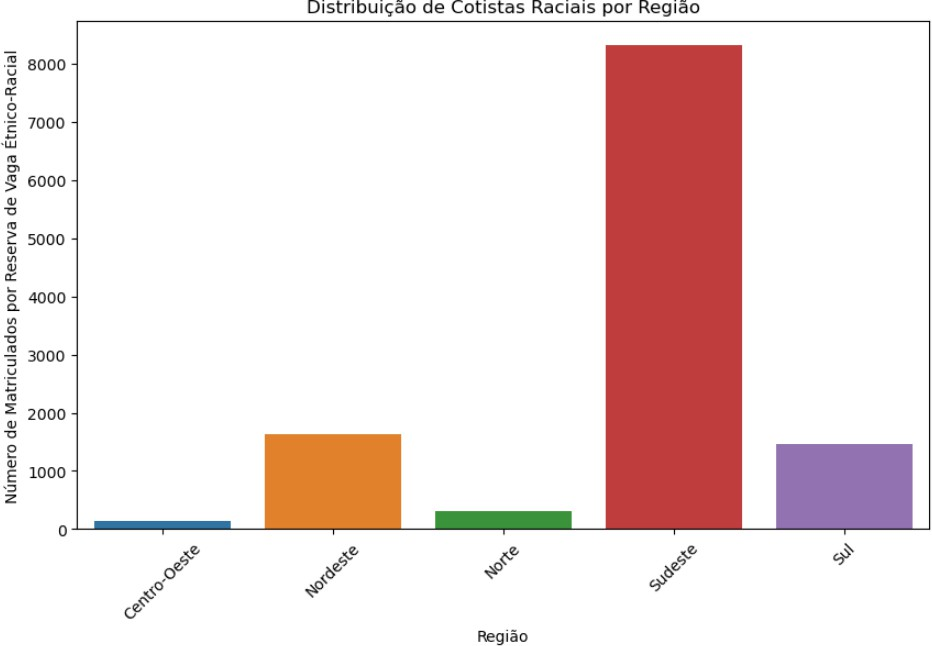 Distribuição de Cotistas Raciais por Região
Número de Matriculados por Reserva de Vaga Étnico-Racial
8000
7000
6000
5000
4000
3000
2000
1000
0
Centro-Oeste
Nordeste
Norte
Sudeste
Sul
Região